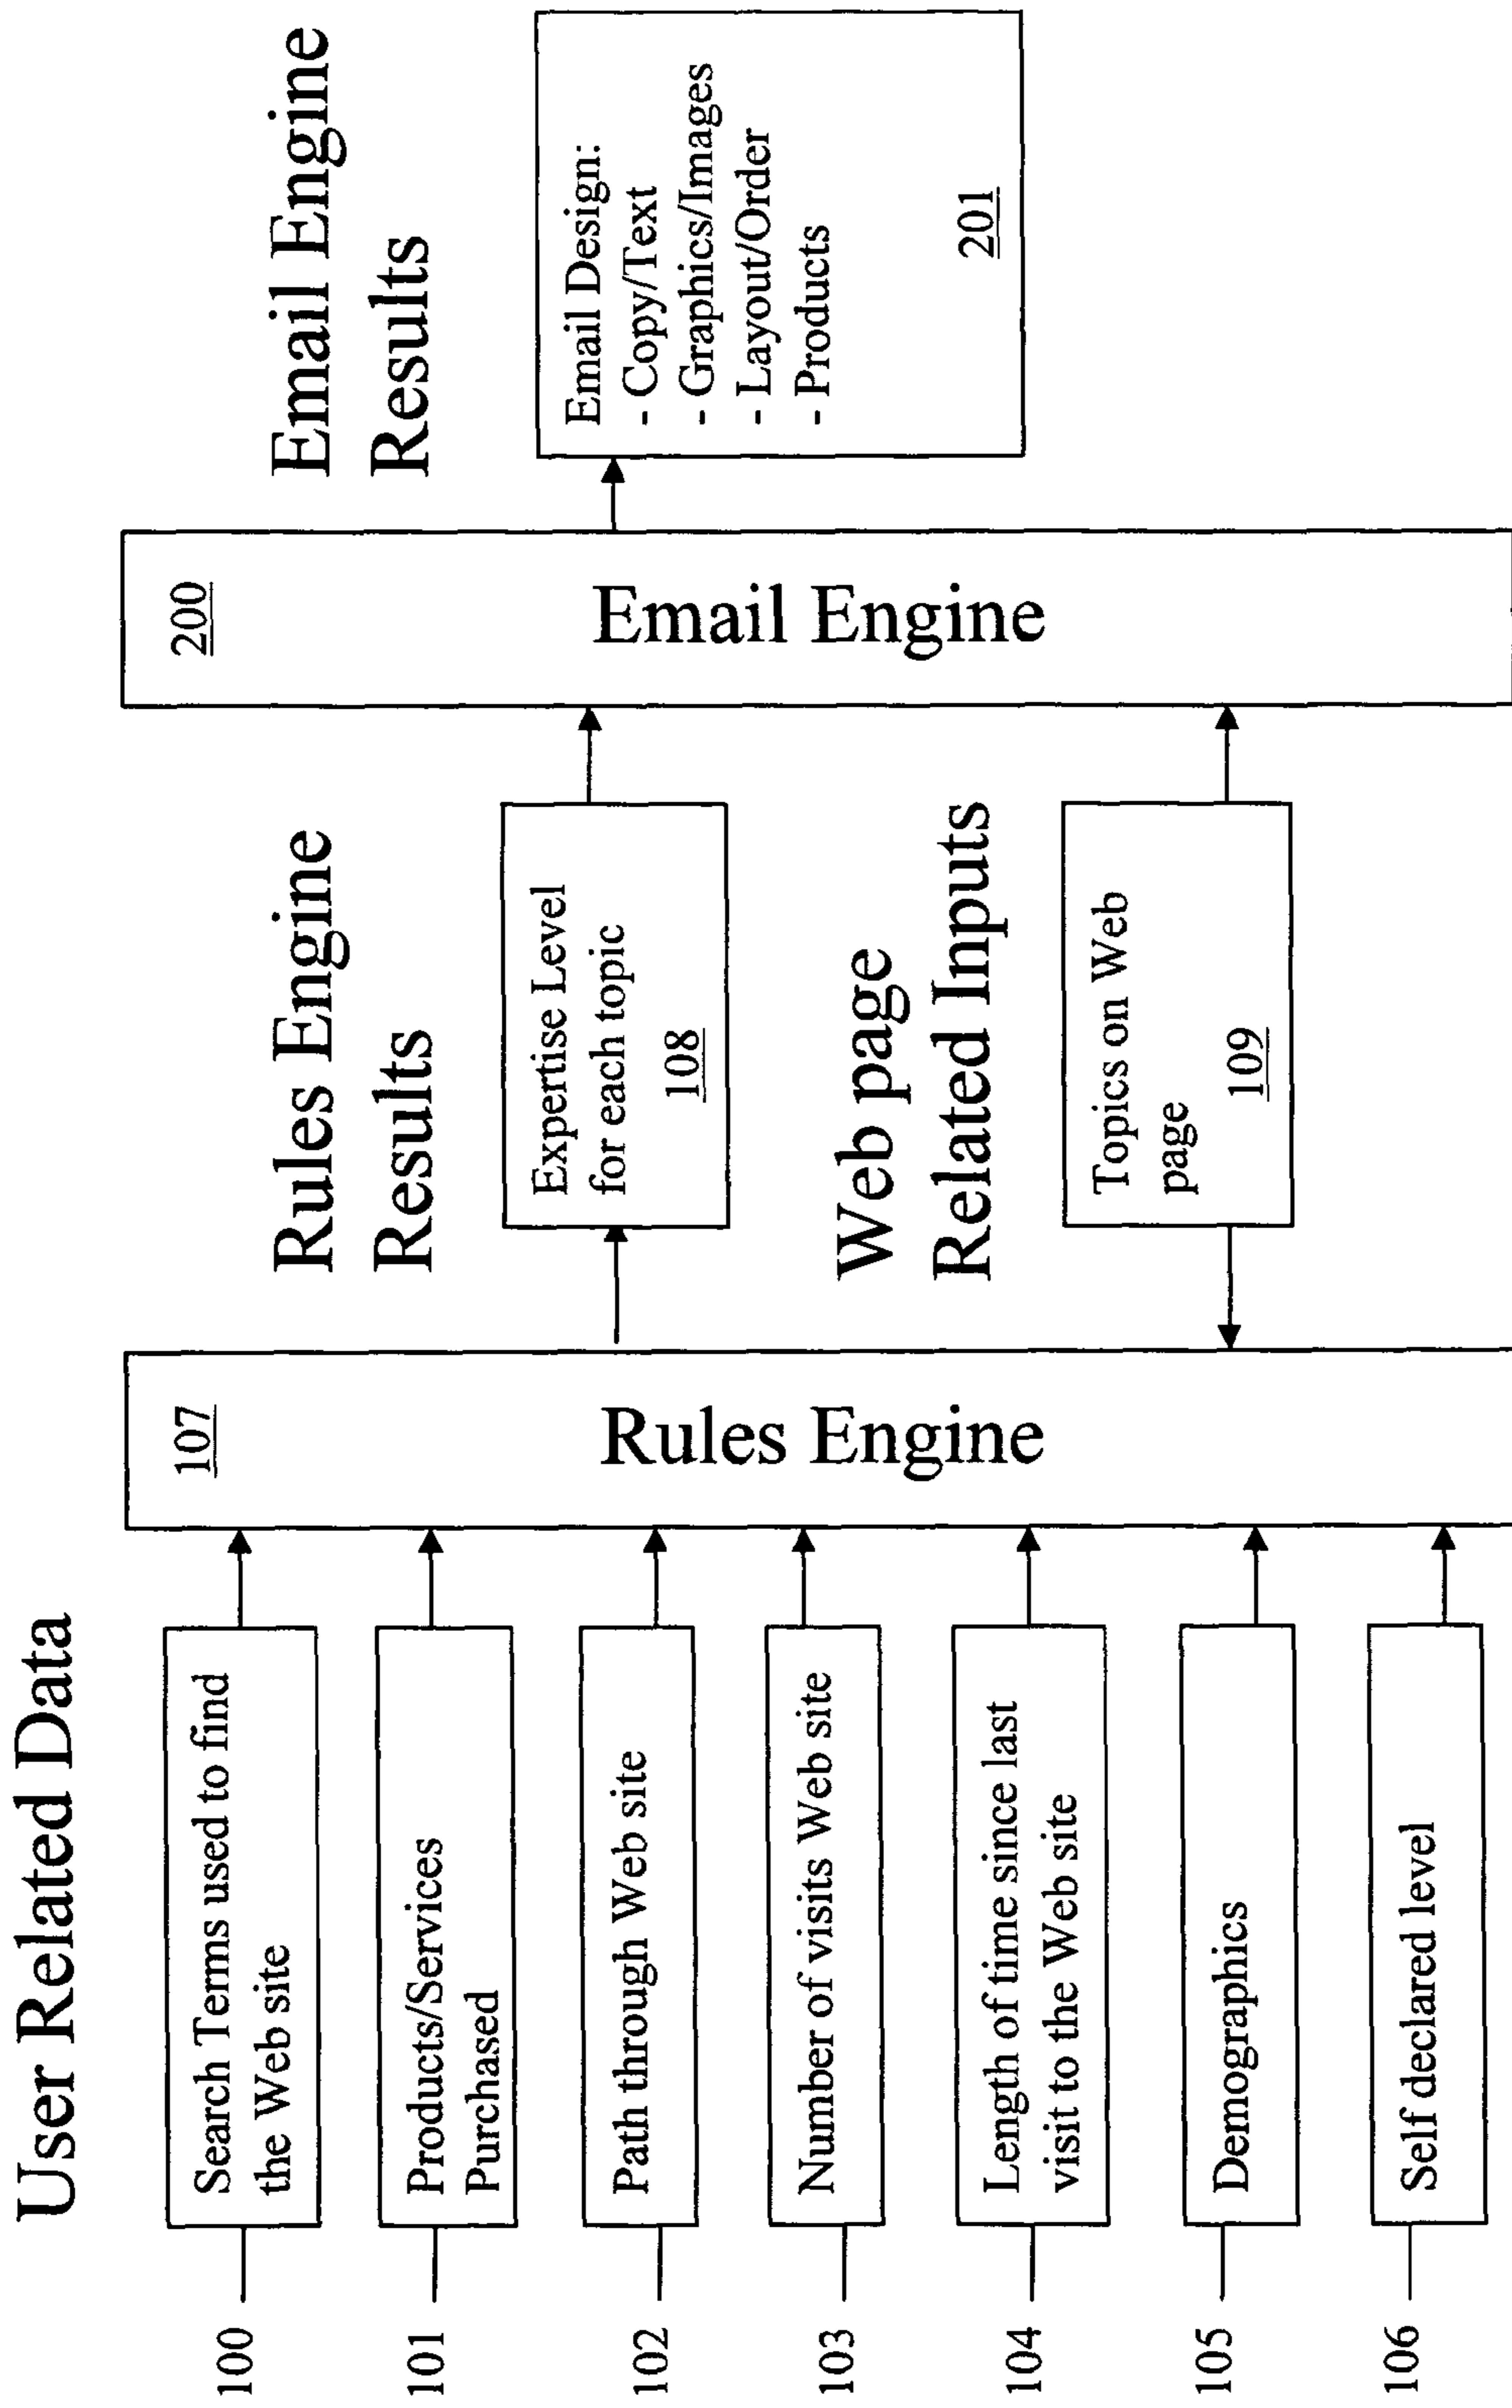 User Related Data
100
Search Terms used to find
the Web site
101
Products/Services
Purchased
102
Path through Web site
103
Number of visits Web site
104
Length of time since last
visit to the Web site
105
Demographics
106
Self declared level
107
Rules Engine
Rules Engine
Results
Expertise Level
for each topic
108
Web page
Related Inputs
Topics on Web
page
109
200
Email Engine
Email Engine
Results
Email Design:
- Copy/Text
- Graphics/Images
- Layout/Order
- Products
201